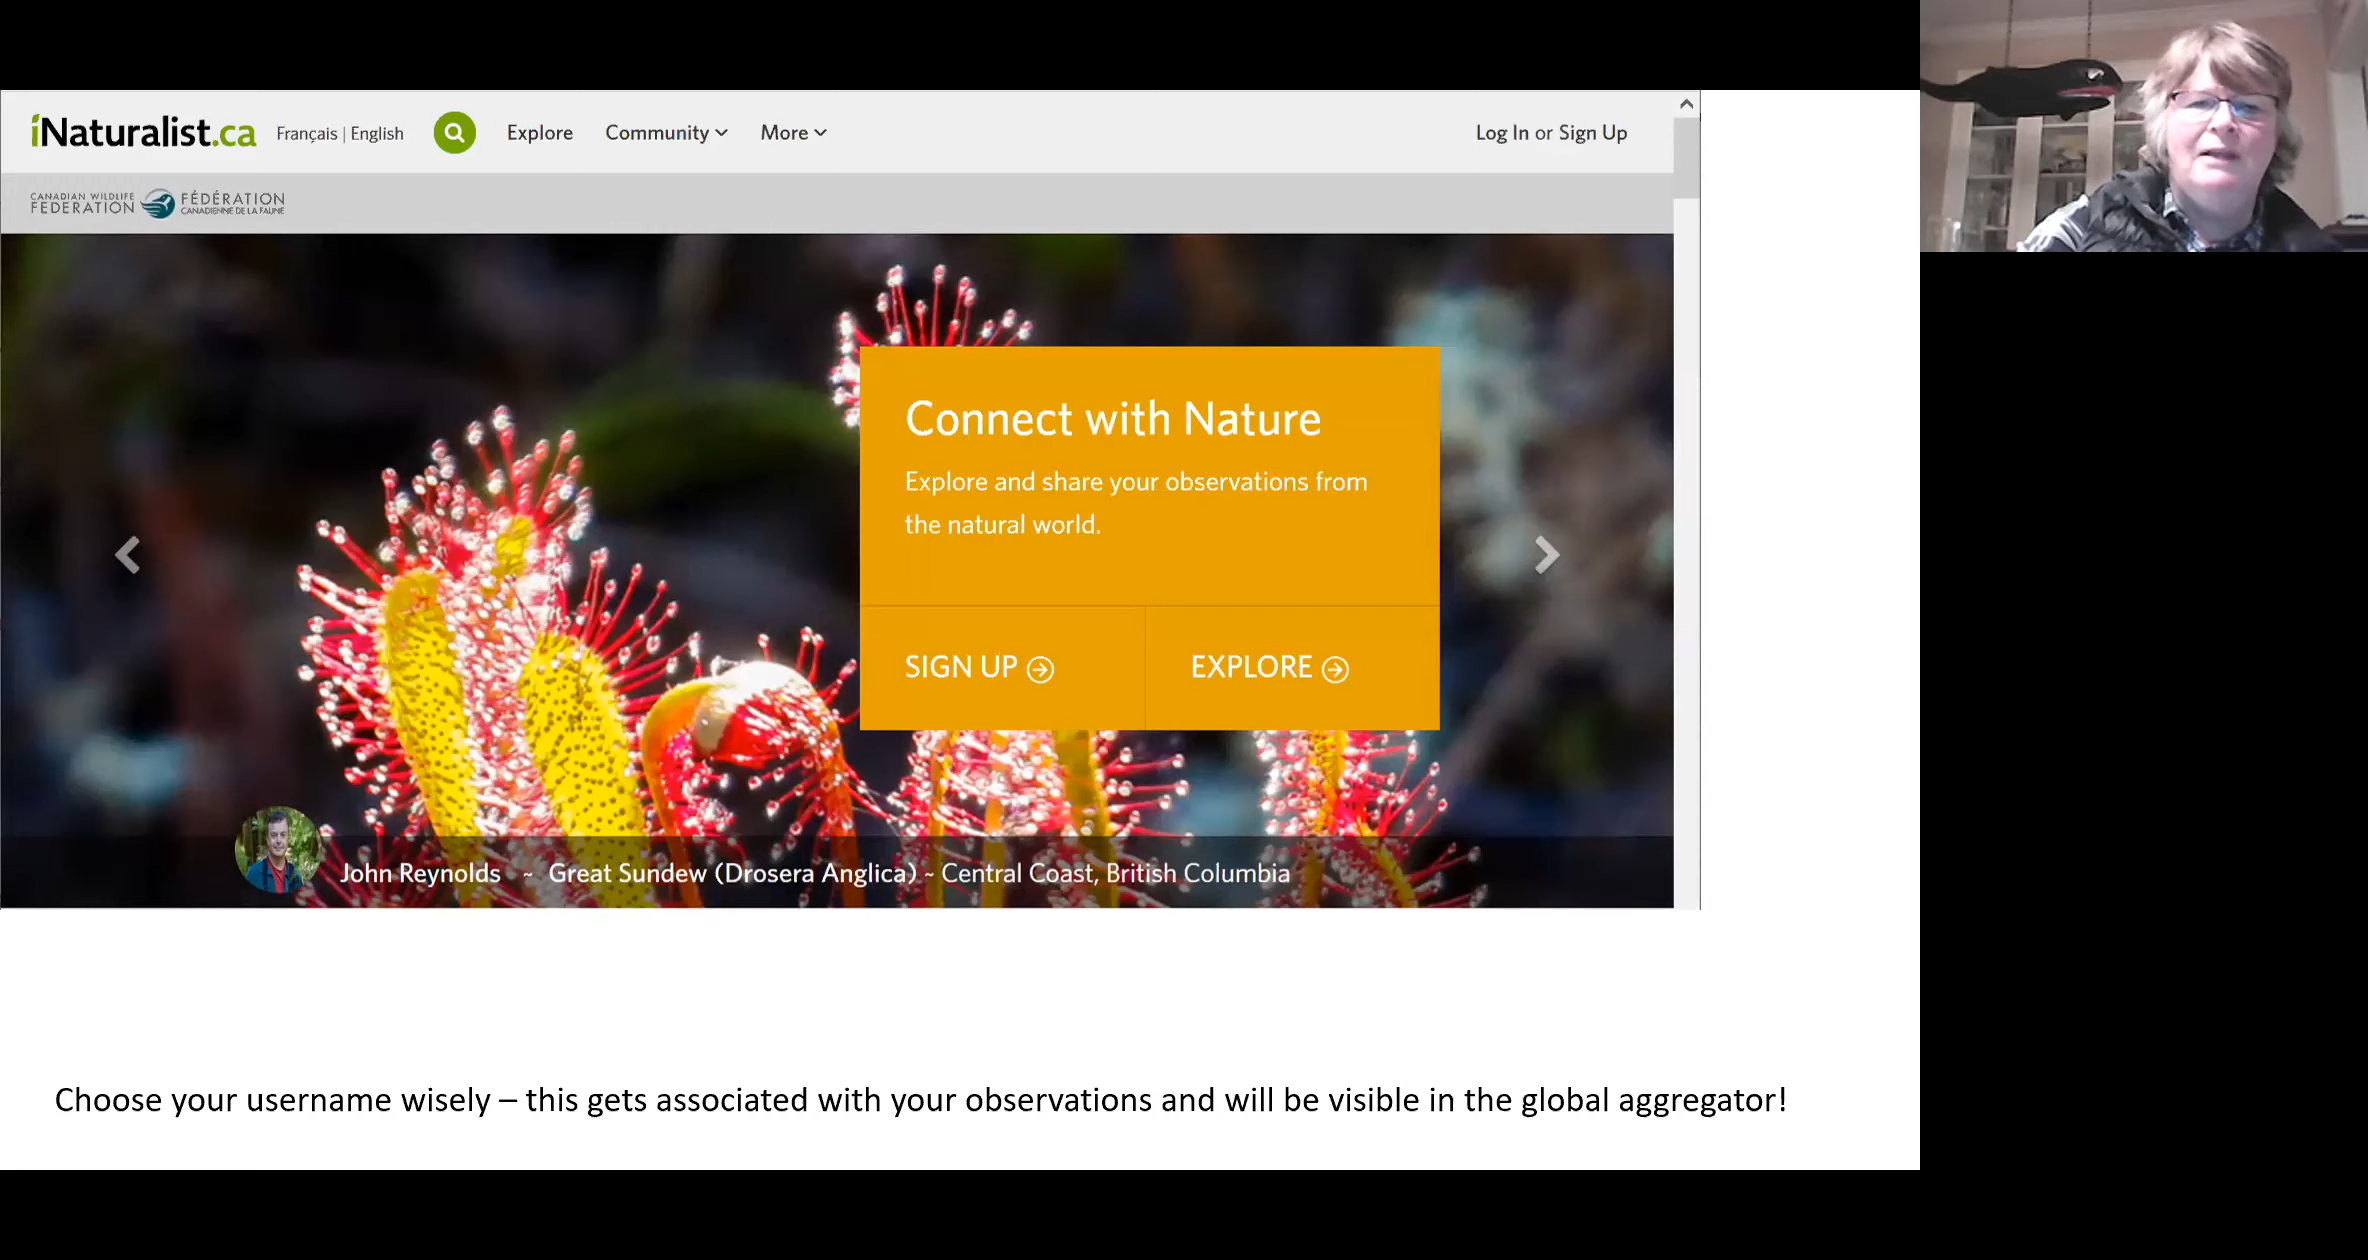 iNaturalist.ca Français | English Explore Community More Log In or Sign Up
CANADIAN WILDLIFE FEDERATION FÉDÉRATION CANADIENNE DE LA FAUNE
Connect with Nature
Explore and share your observations from
the natural world.
SIGN UP EXPLORE
John Reynolds ~ Great Sundew (Drosera Anglica) ~ Central Coast, British Columbia
Choose your username wisely – this gets associated with your observations and will be visible in the global aggregator!